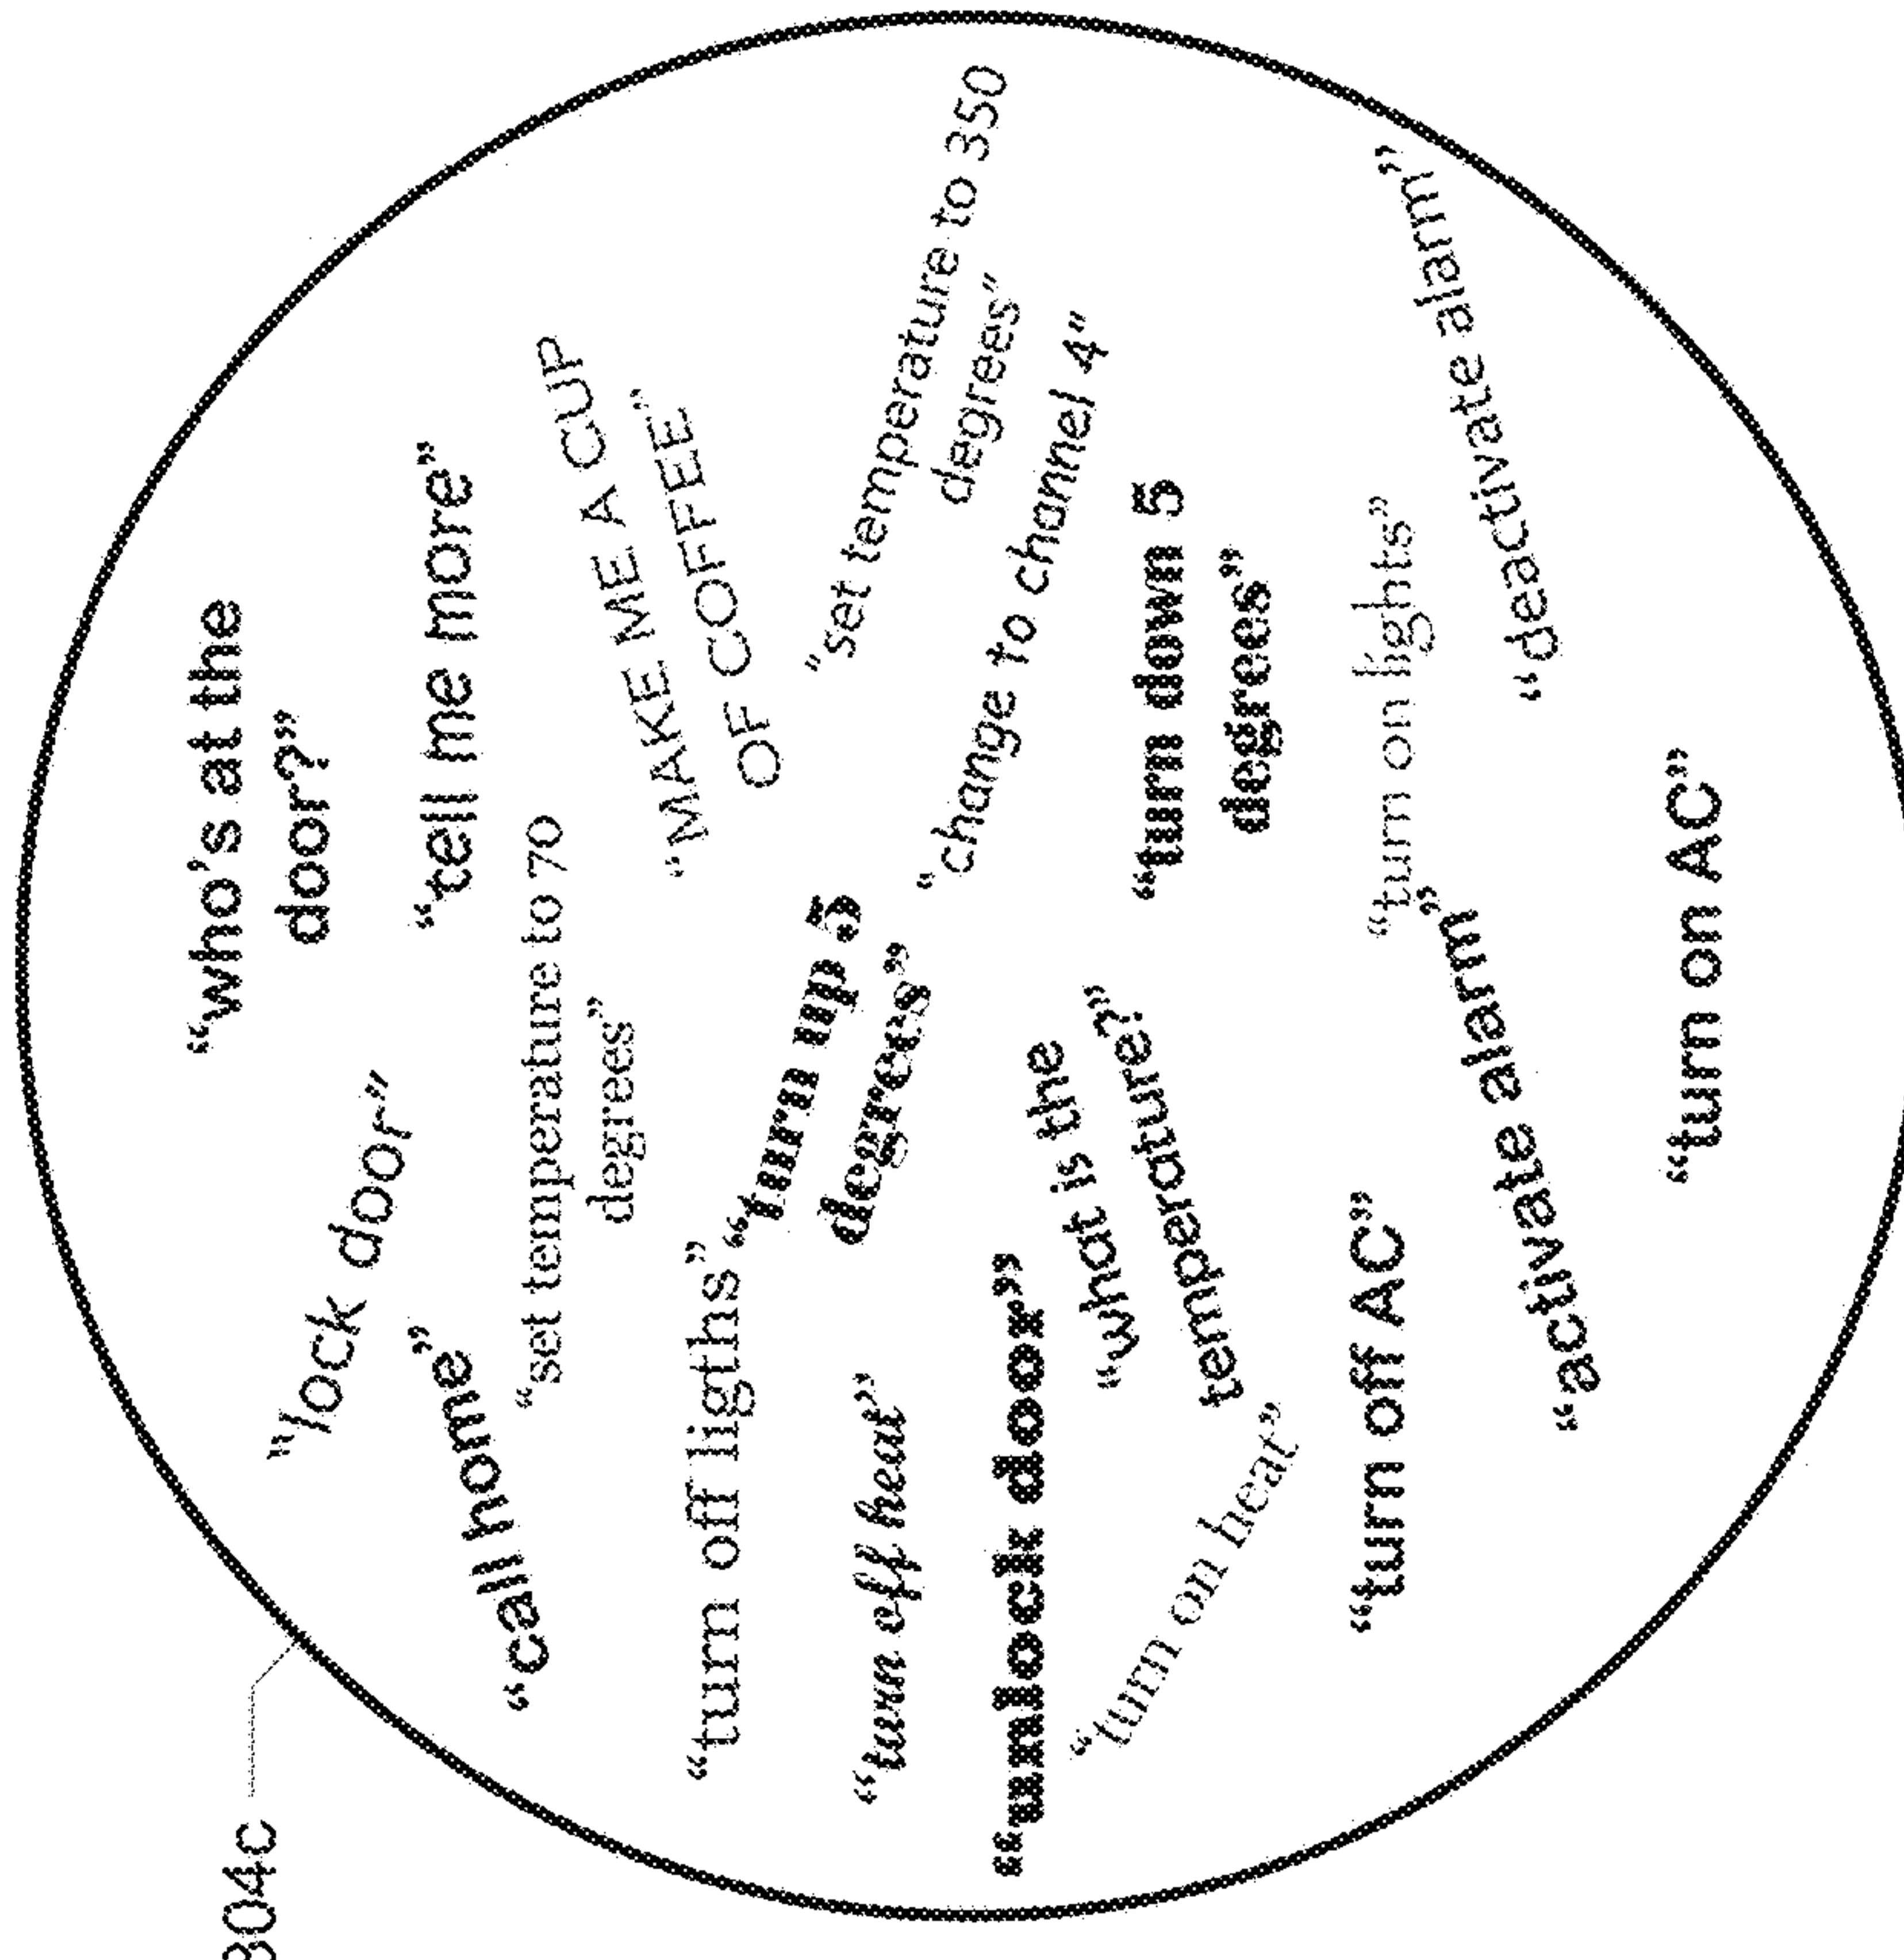 304c
"who's at the
door?"
"lock door"
"tell me more"
"call home"
"set temperature to 70
degrees"
"MAKE ME A CUP
OF COFFEE"
"turn off ligths"
"turn up 5
degrees"
"set temperature to 350
degrees"
"turn off heat"
"change to channel 4"
"unlock door"
"what is the
temperature?"
"turn down 5
degrees"
"turn on heat"
"turn on lights"
"turn off AC"
"deactivate alarm"
"activate alarm"
"turn on AC"